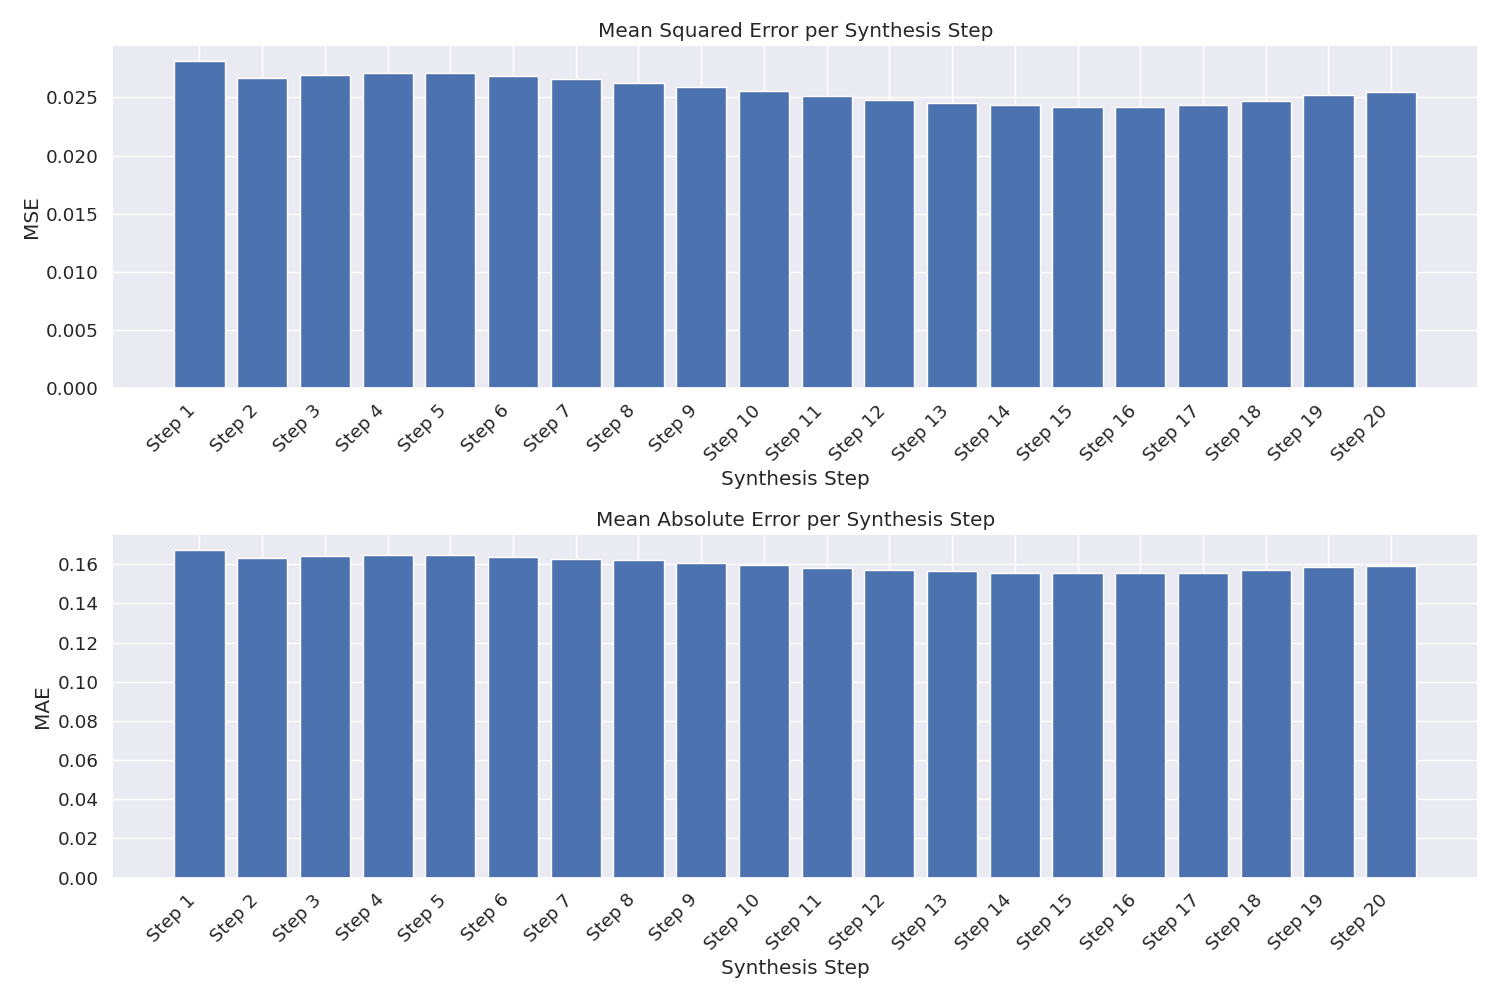 Mean Squared Error per Synthesis Step
MSE
0.025
0.020
0.015
0.010
0.005
0.000
Step 1
Step 2
Step 3
Step 4
Step 5
Step 6
Step 7
Step 8
Step 9
Step 10
Step 11
Step 12
Step 13
Step 14
Step 15
Step 16
Step 17
Step 18
Step 19
Step 20
Synthesis Step
Mean Absolute Error per Synthesis Step
MAE
0.16
0.14
0.12
0.10
0.08
0.06
0.04
0.02
0.00
Step 1
Step 2
Step 3
Step 4
Step 5
Step 6
Step 7
Step 8
Step 9
Step 10
Step 11
Step 12
Step 13
Step 14
Step 15
Step 16
Step 17
Step 18
Step 19
Step 20
Synthesis Step